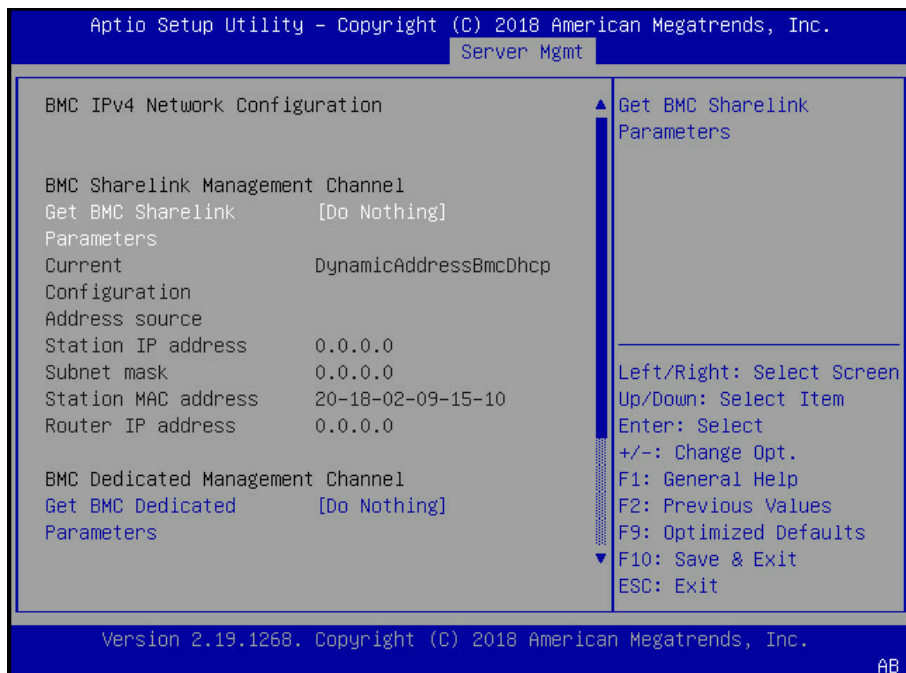 Aptio Setup Utility – Copyright (C) 2018 American Megatrends, Inc.
Server Mgmt
BMC IPv4 Network Configuration
BMC Sharelink Management Channel
Get BMC Sharelink [Do Nothing]
Parameters
Current DynamicAddressBmcDhcp
Configuration
Address source
Station IP address 0.0.0.0
Subnet mask 0.0.0.0
Station MAC address 20-18-02-09-15-10
Router IP address 0.0.0.0
BMC Dedicated Management Channel
Get BMC Dedicated [Do Nothing]
Parameters
Get BMC Sharelink
Parameters
Left/Right: Select Screen
Up/Down: Select Item
Enter: Select
+/-: Change Opt.
F1: General Help
F2: Previous Values
F9: Optimized Defaults
F10: Save & Exit
ESC: Exit
Version 2.19.1268. Copyright (C) 2018 American Megatrends, Inc.
AB